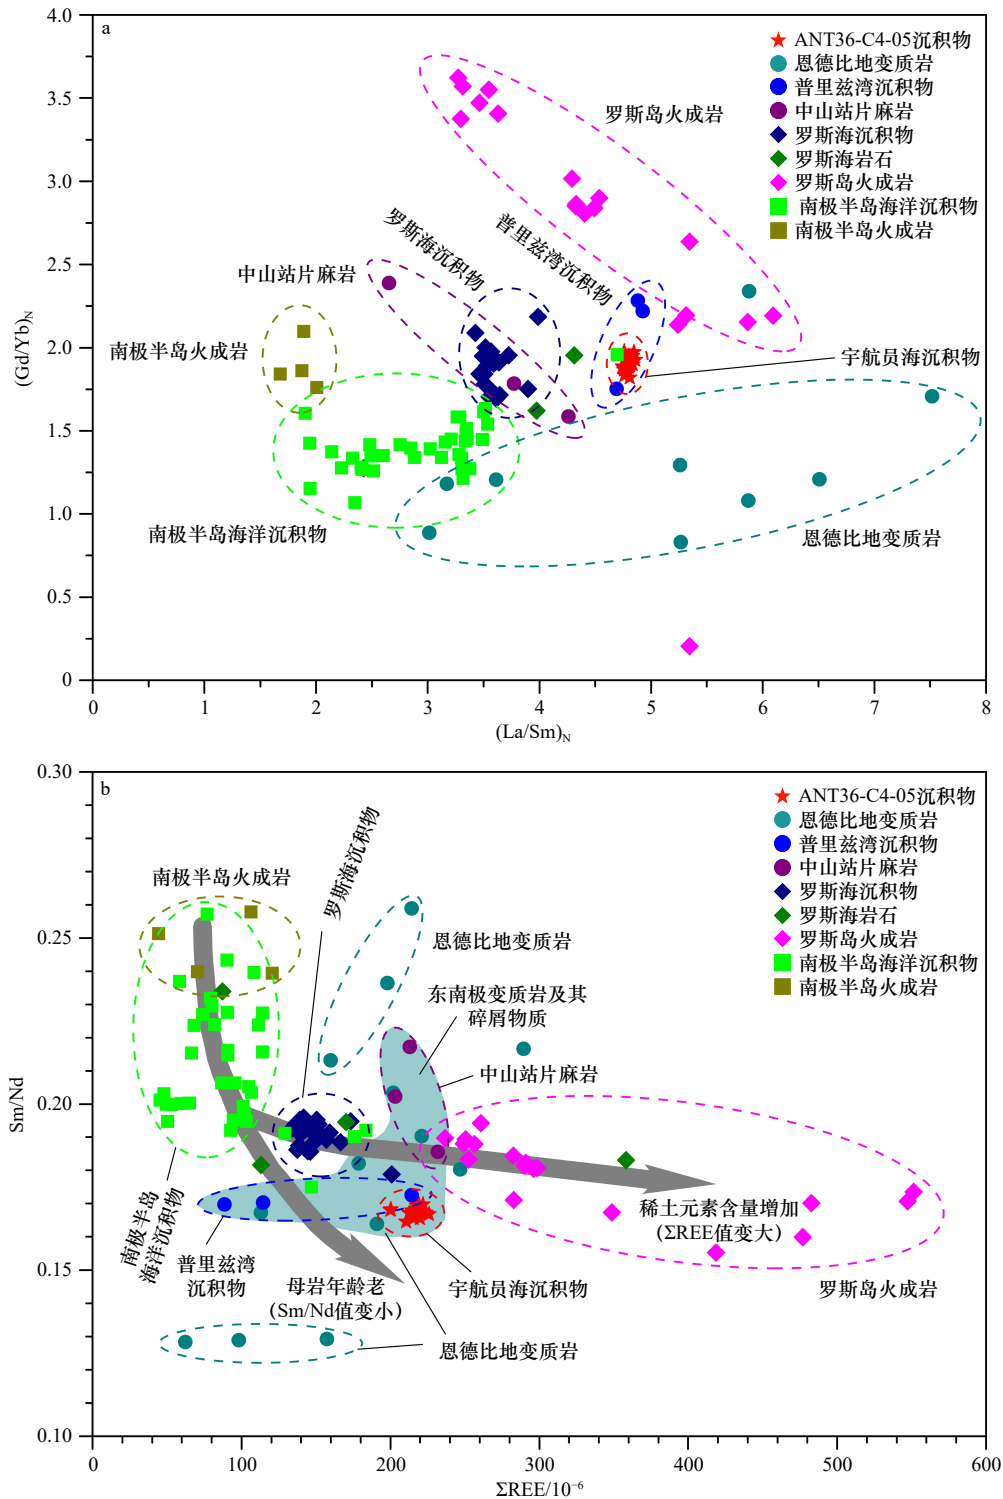 4.0
a
ANT36-C4-05沉积物
恩德比地变质岩
普里兹湾沉积物
中山站片麻岩
罗斯海沉积物
罗斯海岩石
罗斯岛火成岩
南极半岛海洋沉积物
南极半岛火成岩
3.5
罗斯岛火成岩
3.0
罗斯海沉积物
普里兹湾沉积物
2.5
中山站片麻岩
(Gd/Yb)N
2.0
南极半岛火成岩
宇航员海沉积物
1.5
1.0
南极半岛海洋沉积物
恩德比地变质岩
0.5
0
0 1 2 3 4 5 6 7 8
(La/Sm)N
0.30
b
ANT36-C4-05沉积物
恩德比地变质岩
普里兹湾沉积物
中山站片麻岩
罗斯海沉积物
罗斯海岩石
罗斯岛火成岩
南极半岛海洋沉积物
南极半岛火成岩
罗斯海沉积物
南极半岛火成岩
0.25
恩德比地变质岩
东南极变质岩及其
碎屑物质
中山站片麻岩
Sm/Nd
0.20
南极半岛
海洋沉积物
稀土元素含量增加
(ΣREE值变大)
普里兹湾
沉积物
0.15
母岩年龄老
(Sm/Nd值变小)
宇航员海沉积物
罗斯岛火成岩
恩德比地变质岩
0.10
0 100 200 300 400 500 600
ΣREE/10⁻⁶